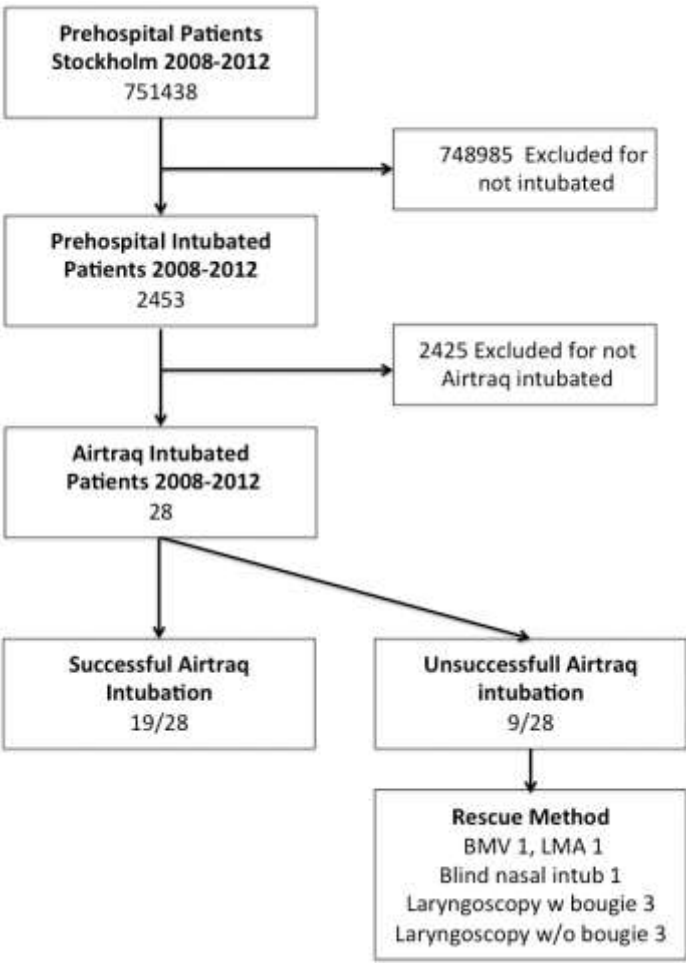 Prehospital Patients
Stockholm 2008-2012
751438
748985 Excluded for
not intubated
Prehospital Intubated
Patients 2008-2012
2453
2425 Excluded for not
Airtraq intubated
Airtraq Intubated
Patients 2008-2012
28
Successful Airtraq
Intubation
19/28
Unsuccessfull Airtraq
intubation
9/28
Rescue Method
BMV 1, LMA 1
Blind nasal intub 1
Laryngoscopy w bougie 3
Laryngoscopy w/o bougie 3